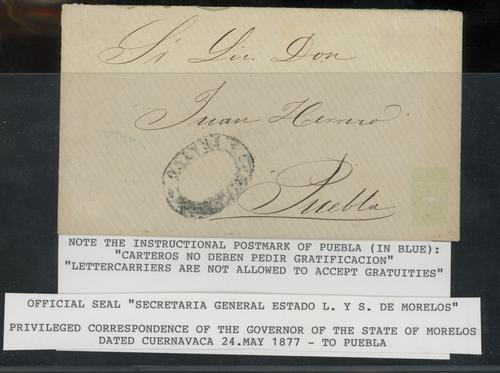 Sr Lic. Don
Juan Herrero
Puebla
NOTE THE INSTRUCTIONAL POSTMARK OF PUEBLA (IN BLUE):
"CARTEROS NO DEBEN PEDIR GRATIFICACION"
"LETTERCARRIERS ARE NOT ALLOWED TO ACCEPT GRATUITIES"
OFFICIAL SEAL "SECRETARIA GENERAL ESTADO L. Y S. DE MORELOS"
PRIVILEGED CORRESPONDENCE OF THE GOVERNOR OF THE STATE OF MORELOS
DATED CUERNAVACA 24.MAY 1877 - TO PUEBLA